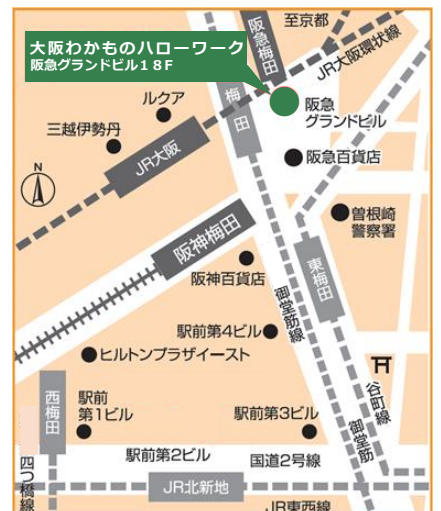 至京都
阪急梅田
大阪わかものハローワーク
阪急グランドビル18F
JR大阪環状線
ルクア
梅田
阪急
グランドビル
三越伊勢丹
JR大阪
阪急百貨店
N
曽根崎
警察署
阪神梅田
東梅田
阪神百貨店
御堂筋線
駅前第4ビル
ヒルトンプラザイースト
谷町線
西梅田
駅前
第1ビル
駅前第3ビル
御堂筋
駅前第2ビル
国道2号線
四つ橋線
JR北新地
JR東西線